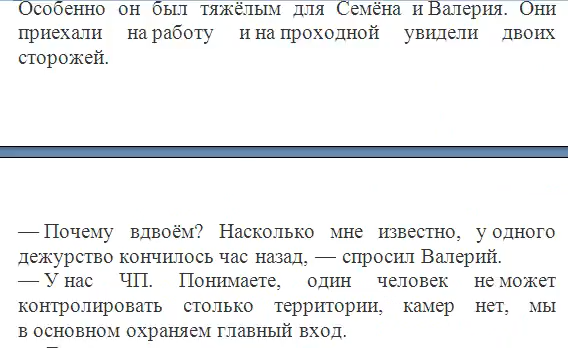 Особенно он был тяжёлым для Семёна и Валерия. Они
приехали на работу и на проходной увидели двоих
сторожей.
— Почему вдвоём? Насколько мне известно, у одного
дежурство кончилось час назад, — спросил Валерий.
— У нас ЧП. Понимаете, один человек не может
контролировать столько территории, камер нет, мы
в основном охраняем главный вход.